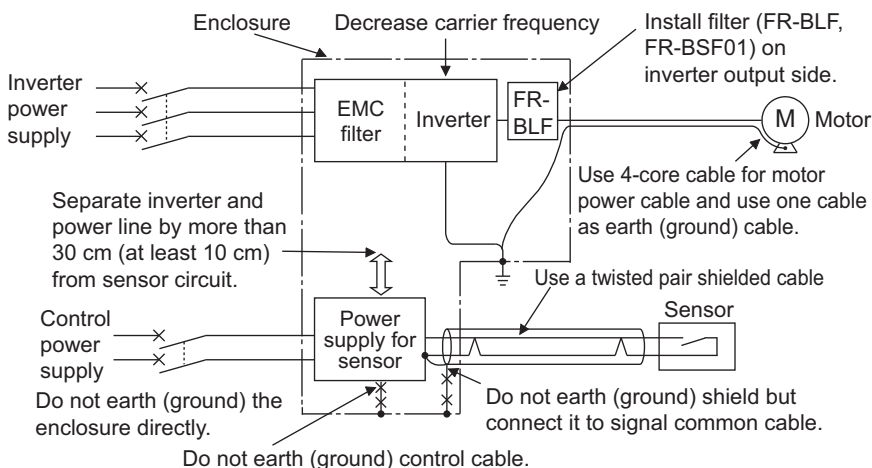 Enclosure
Decrease carrier frequency
Install filter (FR-BLF,
FR-BSF01) on
inverter output side.
Inverter
power
supply
EMC
filter
Inverter
FR-
BLF
M
Motor
Use 4-core cable for motor
power cable and use one cable
as earth (ground) cable.
Separate inverter and
power line by more than
30 cm (at least 10 cm)
from sensor circuit.
Use a twisted pair shielded cable
Control
power
supply
Power
supply for
sensor
Sensor
Do not earth (ground) the
enclosure directly.
Do not earth (ground) shield but
connect it to signal common cable.
Do not earth (ground) control cable.